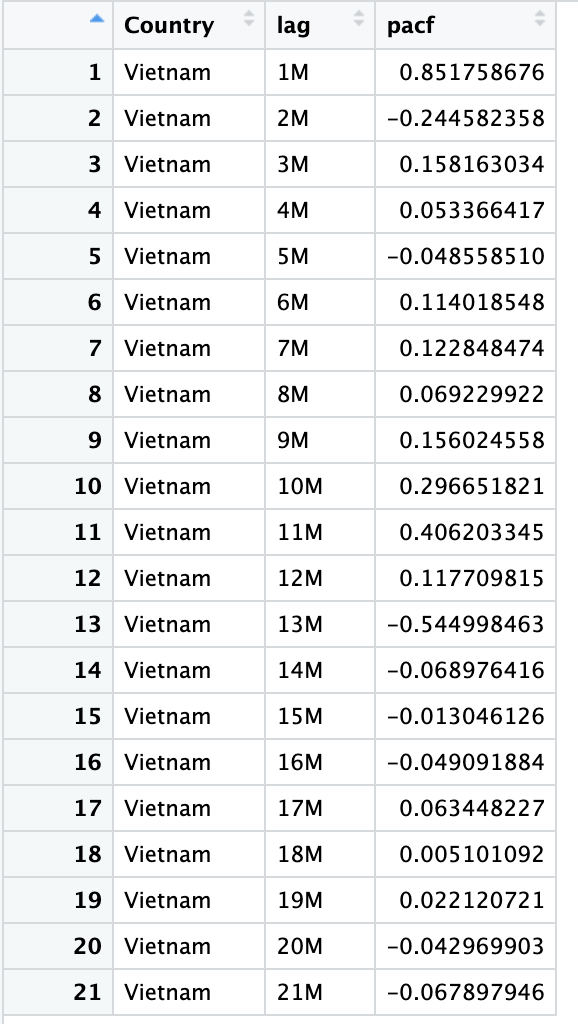 Country lag pacf
1 Vietnam 1M 0.851758676
2 Vietnam 2M −0.244582358
3 Vietnam 3M 0.158163034
4 Vietnam 4M 0.053366417
5 Vietnam 5M −0.048558510
6 Vietnam 6M 0.114018548
7 Vietnam 7M 0.122848474
8 Vietnam 8M 0.069229922
9 Vietnam 9M 0.156024558
10 Vietnam 10M 0.296651821
11 Vietnam 11M 0.406203345
12 Vietnam 12M 0.117709815
13 Vietnam 13M −0.544998463
14 Vietnam 14M −0.068976416
15 Vietnam 15M −0.013046126
16 Vietnam 16M −0.049091884
17 Vietnam 17M 0.063448227
18 Vietnam 18M 0.005101092
19 Vietnam 19M 0.022120721
20 Vietnam 20M −0.042969903
21 Vietnam 21M −0.067897946